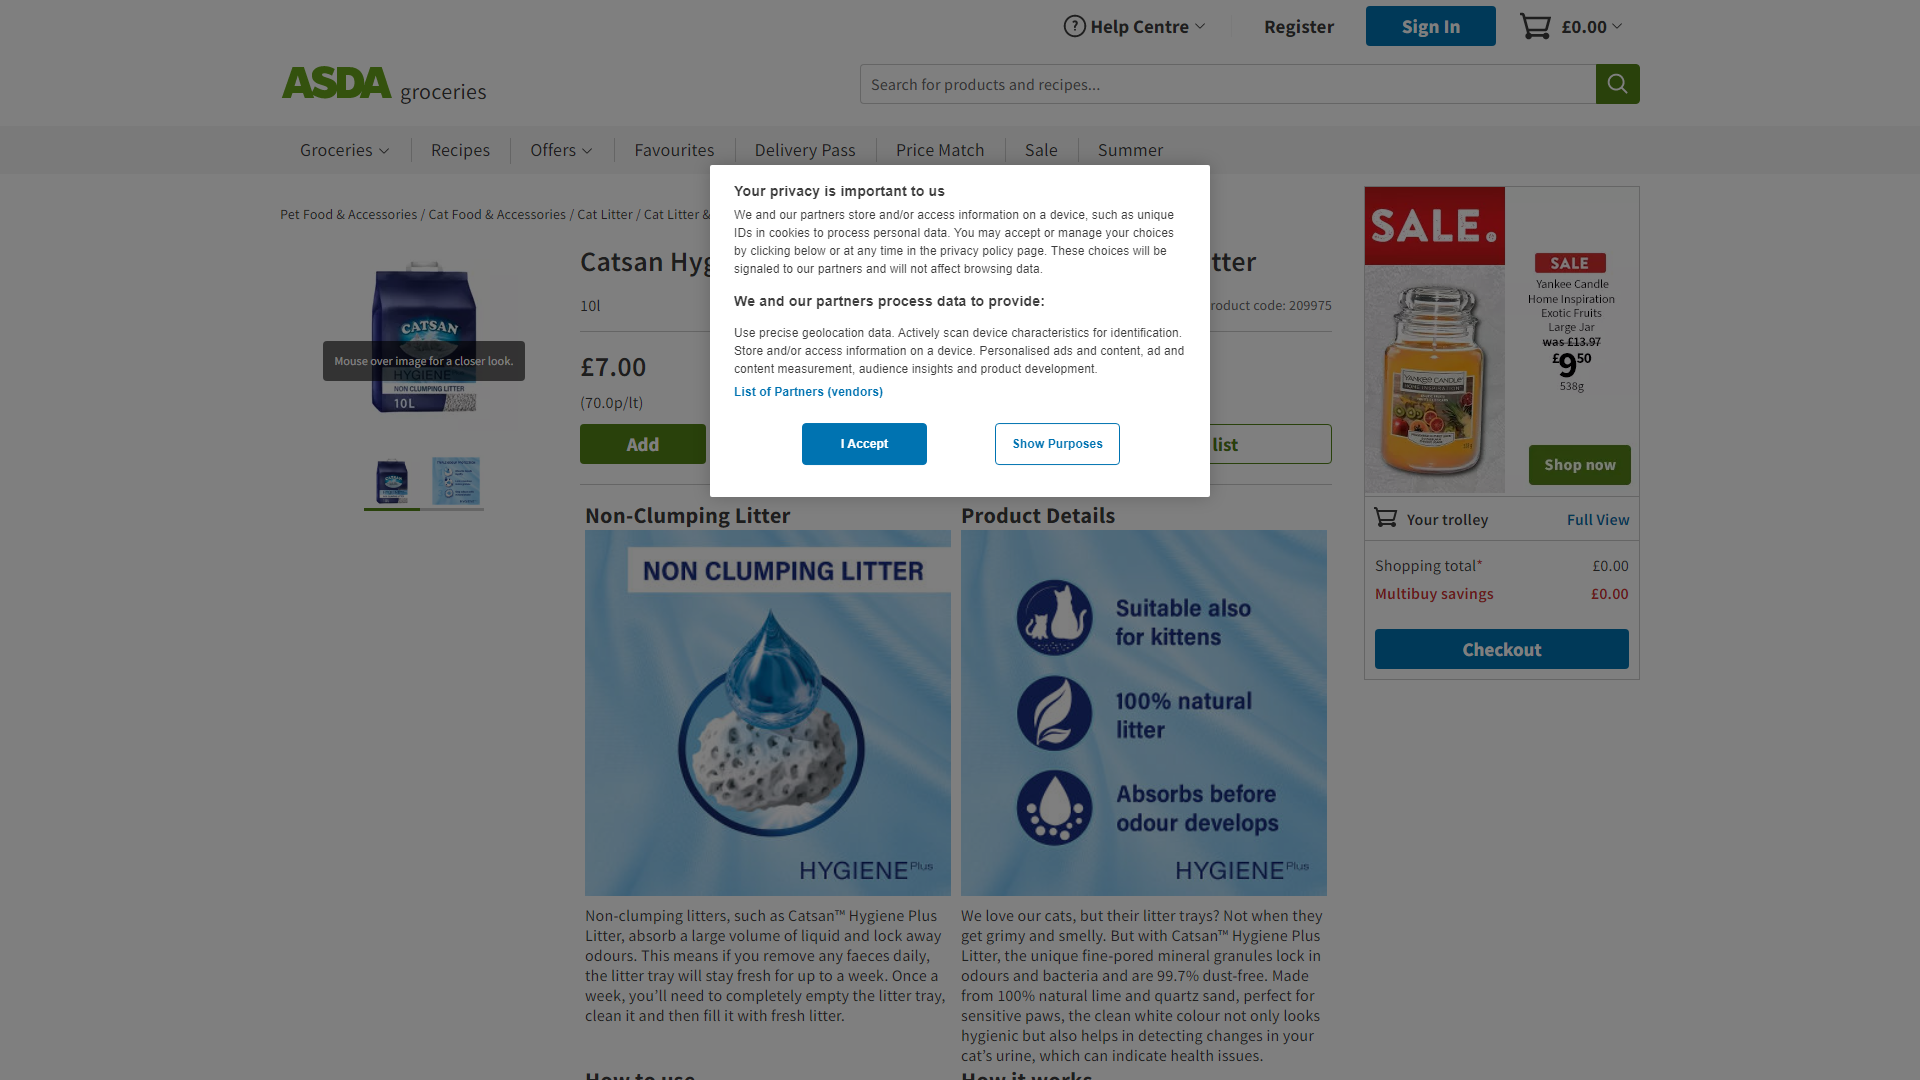 Help Centre
Register
Sign In
£0.00
ASDA groceries
Search for products and recipes...
Groceries
Recipes
Offers
Favourites
Delivery Pass
Price Match
Sale
Summer
Pet Food & Accessories / Cat Food & Accessories / Cat Litter / Cat Litter &
Catsan Hyg
tter
10l
roduct code: 209975
£7.00
(70.0p/lt)
Add
list
CATSAN
HYGIENE
NON CLUMPING LITTER
10L
Mouse over image for a closer look.
Your privacy is important to us
We and our partners store and/or access information on a device, such as unique
IDs in cookies to process personal data. You may accept or manage your choices
by clicking below or at any time in the privacy policy page. These choices will be
signaled to our partners and will not affect browsing data.
We and our partners process data to provide:
Use precise geolocation data. Actively scan device characteristics for identification.
Store and/or access information on a device. Personalised ads and content, ad and
content measurement, audience insights and product development.
List of Partners (vendors)
I Accept
Show Purposes
SALE.
SALE
Yankee Candle
Home Inspiration
Exotic Fruits
Large Jar
was £13.97
£9.50
538g
YANKEE CANDLE
HOME INSPIRATION
Shop now
Your trolley
Full View
Shopping total*
£0.00
Multibuy savings
£0.00
Checkout
Non-Clumping Litter
NON CLUMPING LITTER
HYGIENE Plus
Non-clumping litters, such as Catsan™ Hygiene Plus
Litter, absorb a large volume of liquid and lock away
odours. This means if you remove any faeces daily,
the litter tray will stay fresh for up to a week. Once a
week, you’ll need to completely empty the litter tray,
clean it and then fill it with fresh litter.
How to use
Product Details
Suitable also
for kittens
100% natural
litter
Absorbs before
odour develops
HYGIENE Plus
We love our cats, but their litter trays? Not when they
get grimy and smelly. But with Catsan™ Hygiene Plus
Litter, the unique fine-pored mineral granules lock in
odours and bacteria and are 99.7% dust-free. Made
from 100% natural lime and quartz sand, perfect for
sensitive paws, the clean white colour not only looks
hygienic but also helps in detecting changes in your
cat’s urine, which can indicate health issues.
How it works